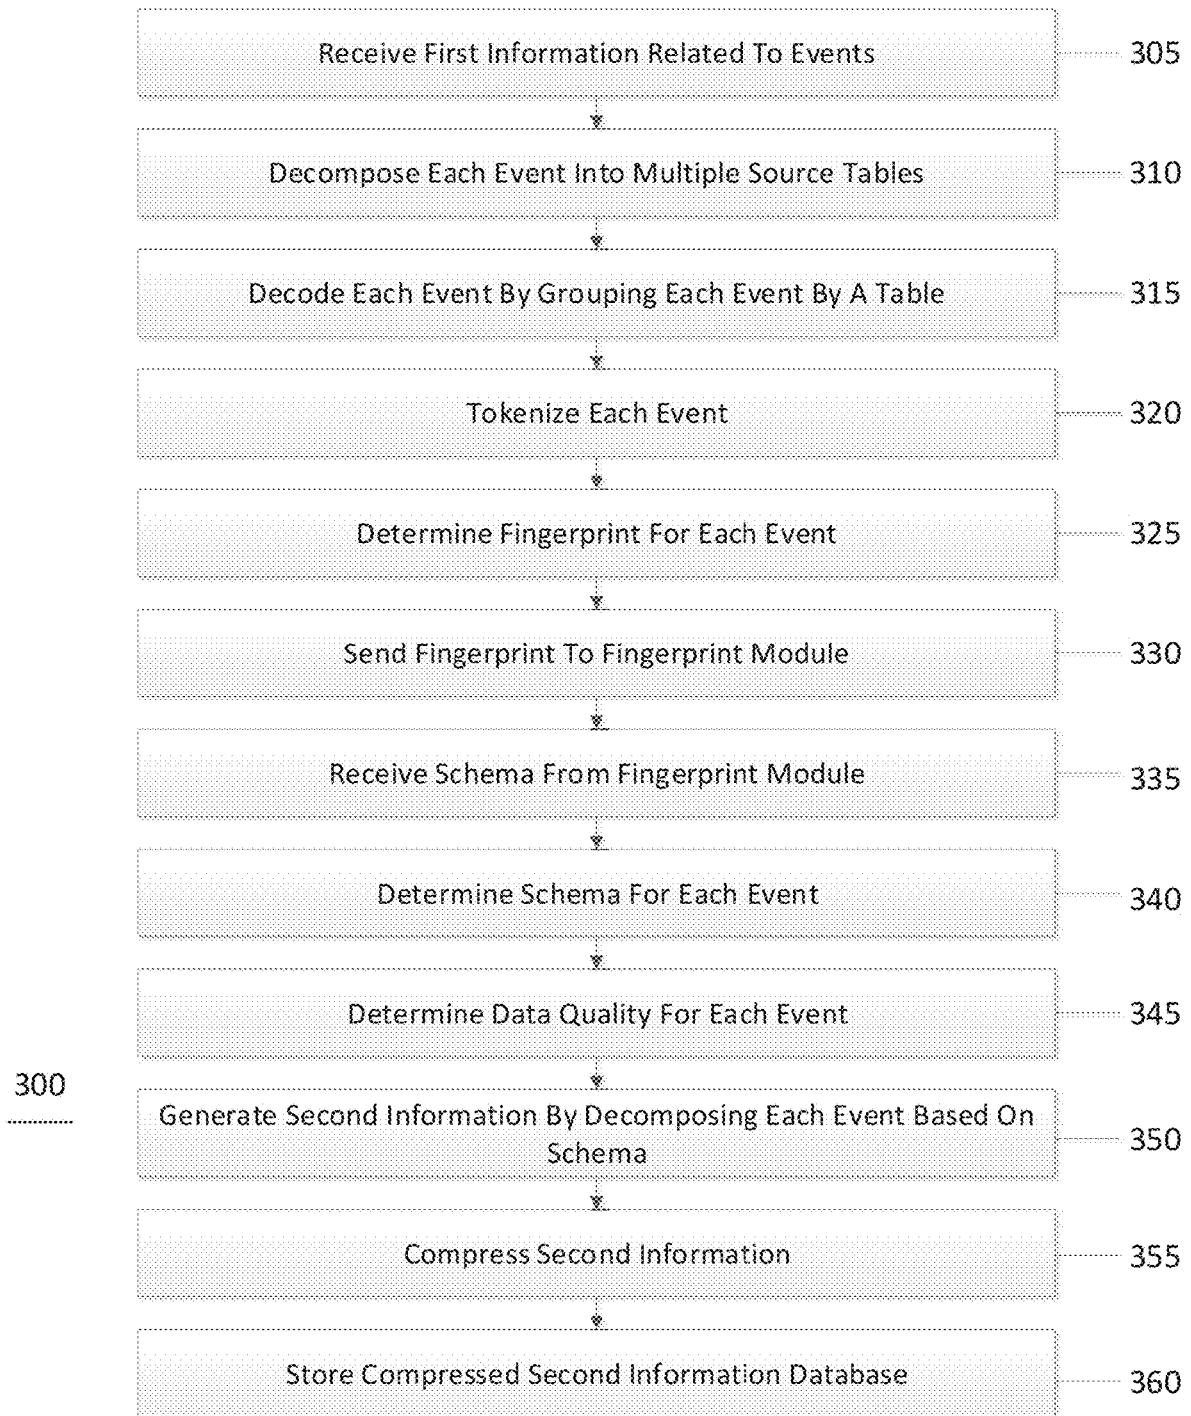 Receive First Information Related To Events
305
Decompose Each Event Into Multiple Source Tables
310
Decode Each Event By Grouping Each Event By A Table
315
Tokenize Each Event
320
Determine Fingerprint For Each Event
325
Send Fingerprint To Fingerprint Module
330
Receive Schema From Fingerprint Module
335
Determine Schema For Each Event
340
Determine Data Quality For Each Event
345
300
Generate Second Information By Decomposing Each Event Based On
Schema
350
Compress Second Information
355
Store Compressed Second Information Database
360